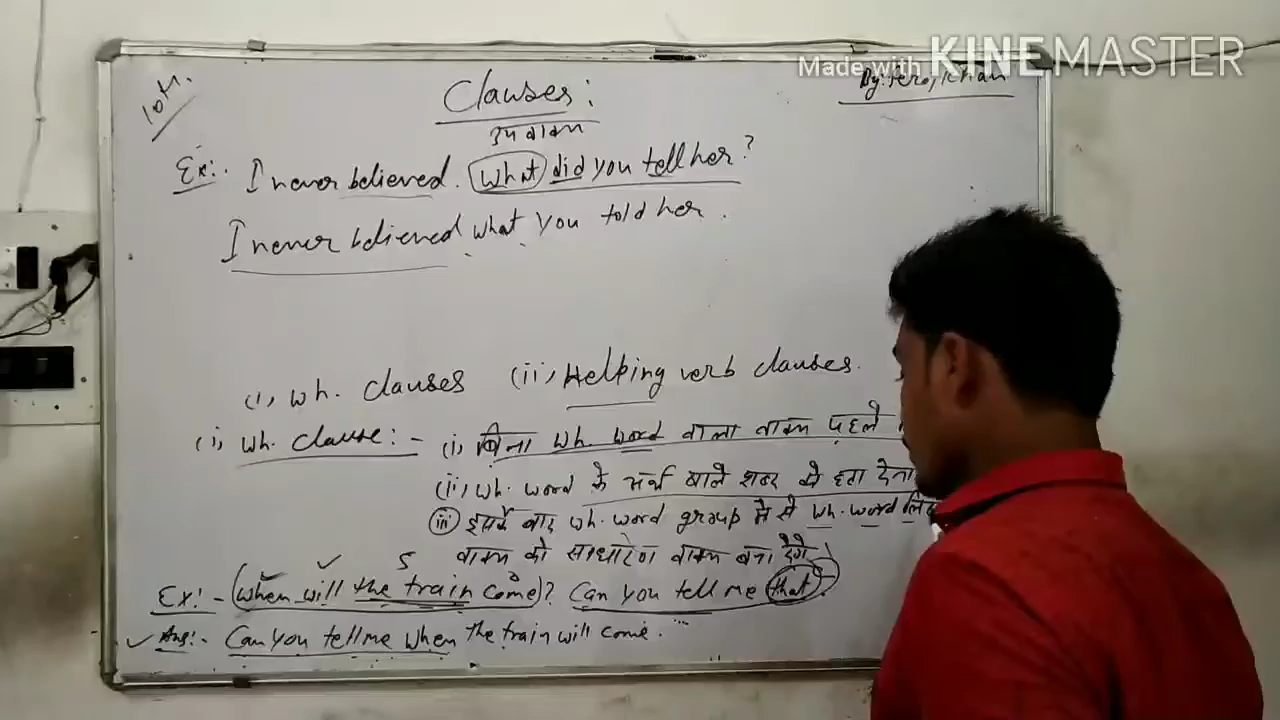 Made with KINEMASTER
10th.
Clauses:
By: Feroj Khan
उपवाक्य
Ex:. I never believed. What did you tell her?
I never believed what you told her.
(i) wh. clauses (ii) Helping verb clauses.
(i) wh. clause:- (i) बिना wh. word वाला वाक्य पहले
(ii) wh. word के अर्थ वाले शब्द को हटा देना
(iii) इसके बाद wh. word group में से wh. word
वाक्य को साधारण वाक्य बना देंगे
S
Ex:- (When will the train come)? Can you tell me that?
Ans:- Can you tell me when the train will come.